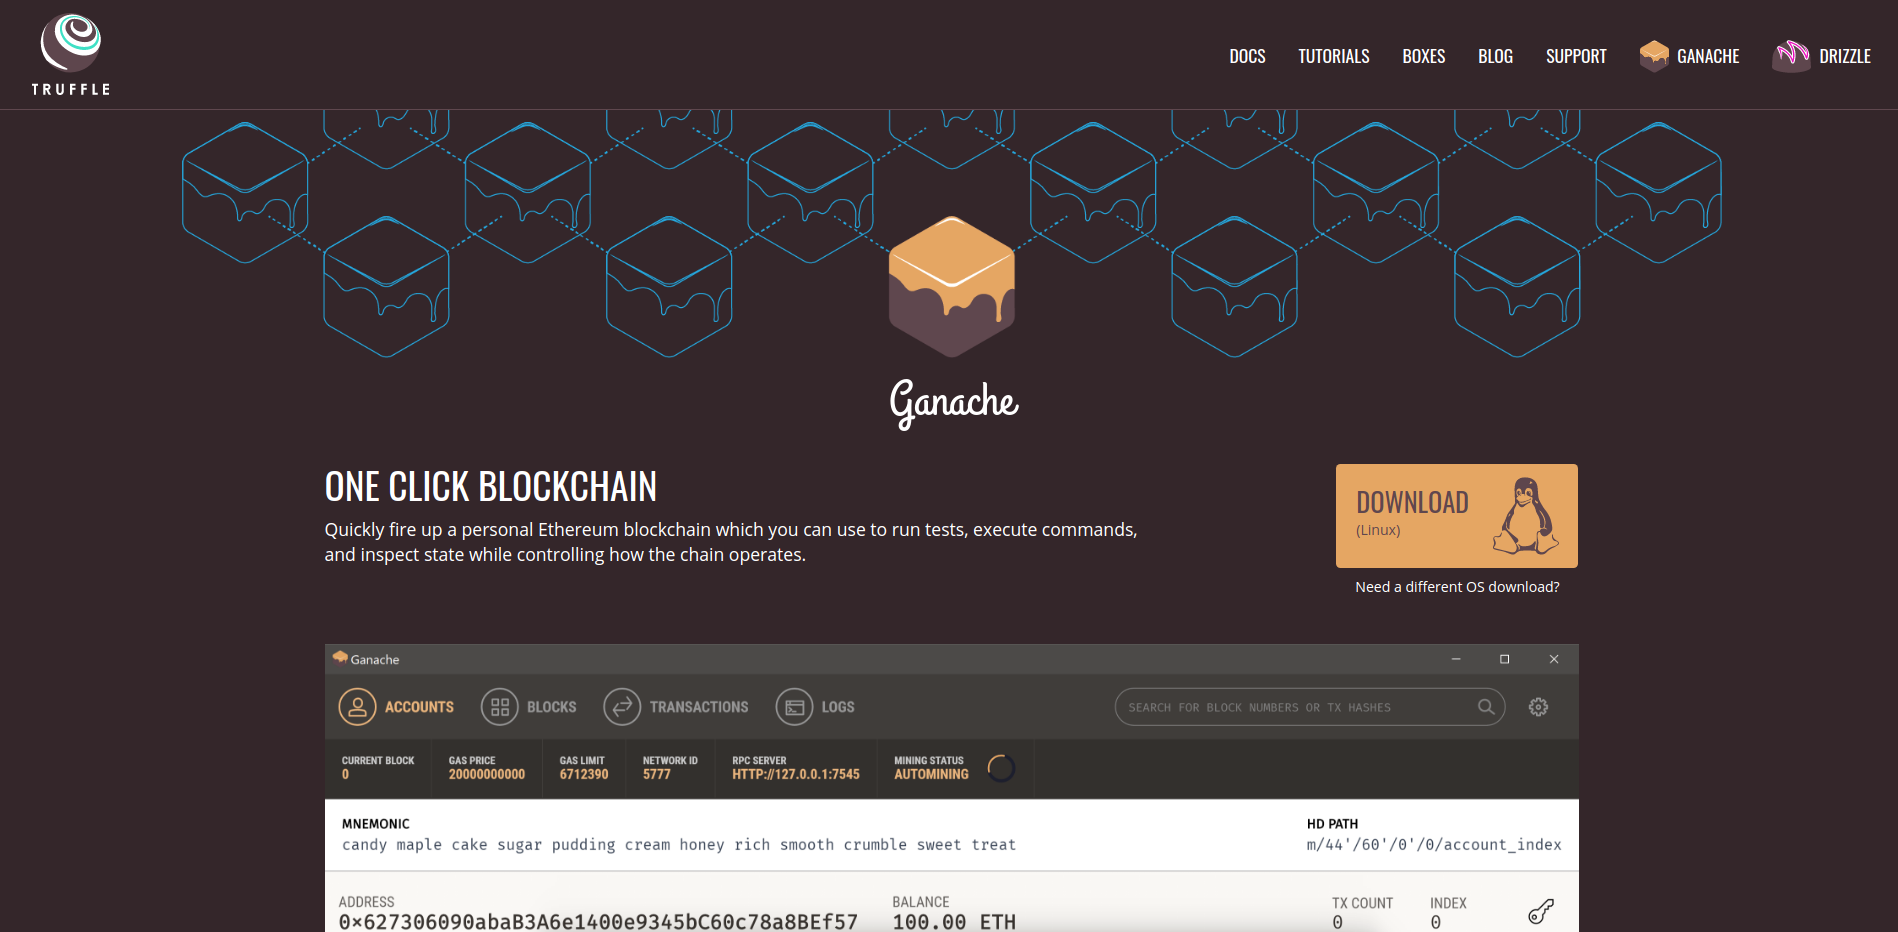 TRUFFLE
DOCS TUTORIALS BOXES BLOG SUPPORT GANACHE DRIZZLE
Ganache
ONE CLICK BLOCKCHAIN
Quickly fire up a personal Ethereum blockchain which you can use to run tests, execute commands,
and inspect state while controlling how the chain operates.
DOWNLOAD
(Linux)
Need a different OS download?
Ganache
ACCOUNTS BLOCKS TRANSACTIONS LOGS SEARCH FOR BLOCK NUMBERS OR TX HASHES
CURRENT BLOCK GAS PRICE GAS LIMIT NETWORK ID RPC SERVER MINING STATUS
0 20000000000 6712390 5777 HTTP://127.0.0.1:7545 AUTOMINING
MNEMONIC HD PATH
candy maple cake sugar pudding cream honey rich smooth crumble sweet treat m/44'/60'/0'/0/account_index
ADDRESS BALANCE TX COUNT INDEX
0×627306090abaB3A6e1400e9345bC60c78a8BEf57 100.00 ETH 0 0